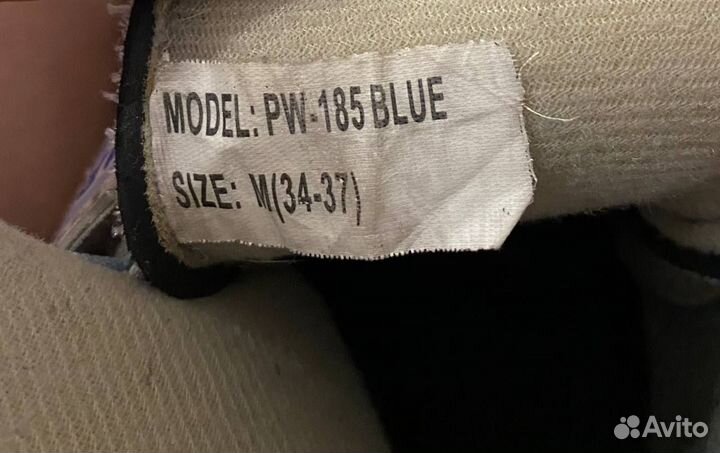 MODEL: PW-185 BLUE
SIZE: M(34-37)
Avito